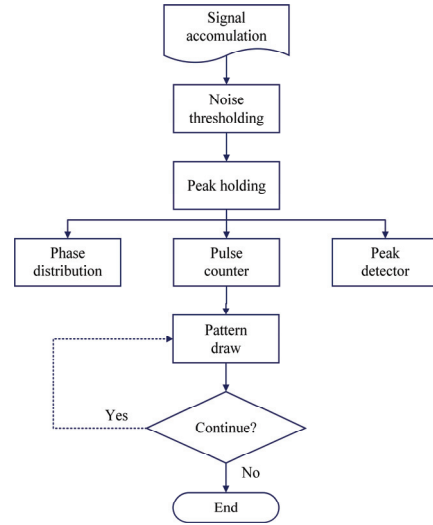 Signal
accomulation
Noise
thresholding
Peak holding
Phase
distribution
Pulse
counter
Peak
detector
Pattern
draw
Yes
Continue?
No
End